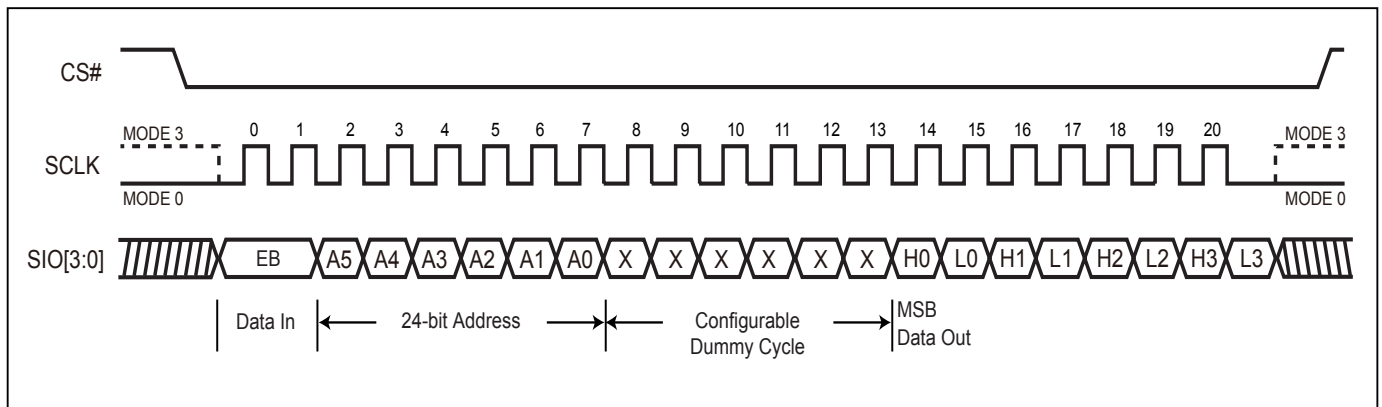 CS#
MODE 3 0 1 2 3 4 5 6 7 8 9 10 11 12 13 14 15 16 17 18 19 20 MODE 3
SCLK
MODE 0 MODE 0
SIO[3:0] EB A5 A4 A3 A2 A1 A0 X X X X X X H0 L0 H1 L1 H2 L2 H3 L3
Data In 24-bit Address Configurable MSB
Dummy Cycle Data Out